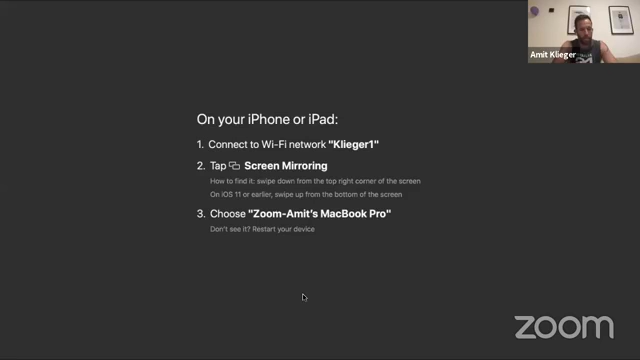 Amit Klieger
On your iPhone or iPad:
1. Connect to Wi-Fi network "Klieger1"
2. Tap Screen Mirroring
How to find it: swipe down from the top right corner of the screen
On iOS 11 or earlier, swipe up from the bottom of the screen
3. Choose "Zoom-Amit's MacBook Pro"
Don't see it? Restart your device
zoom